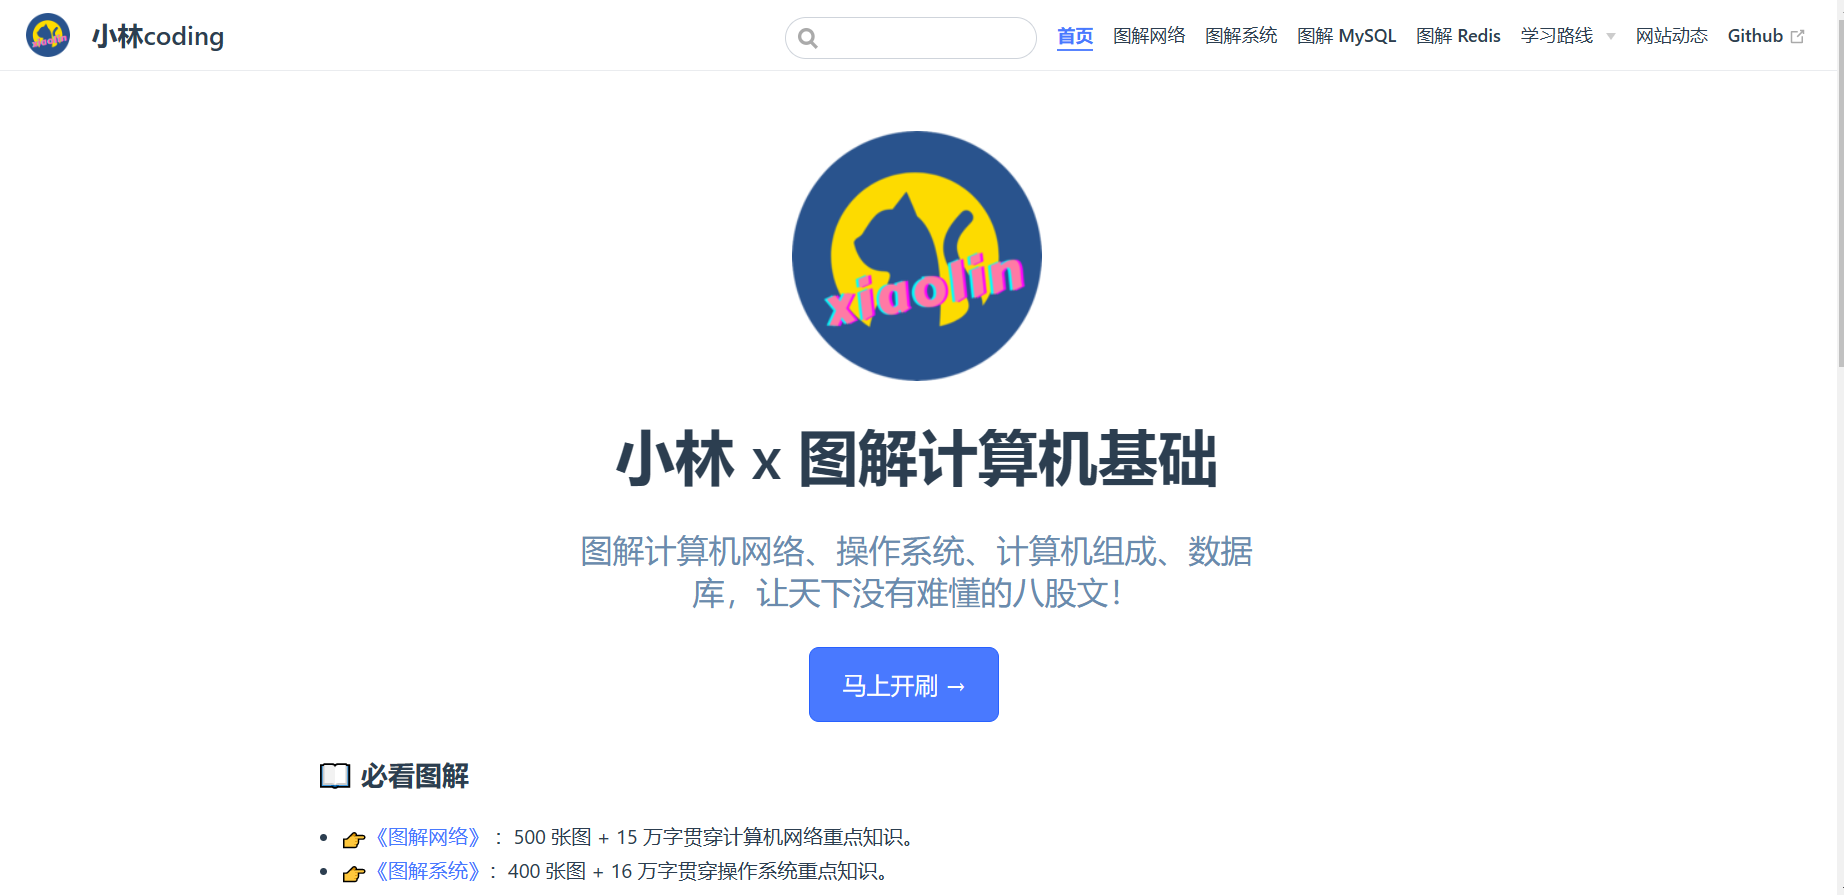 小林coding
首页 图解网络 图解系统 图解 MySQL 图解 Redis 学习路线 网站动态 Github
xiaolin
小林 x 图解计算机基础
图解计算机网络、操作系统、计算机组成、数据
库，让天下没有难懂的八股文！
马上开刷 →
必看图解
《图解网络》 ：500 张图 + 15 万字贯穿计算机网络重点知识。
《图解系统》：400 张图 + 16 万字贯穿操作系统重点知识。